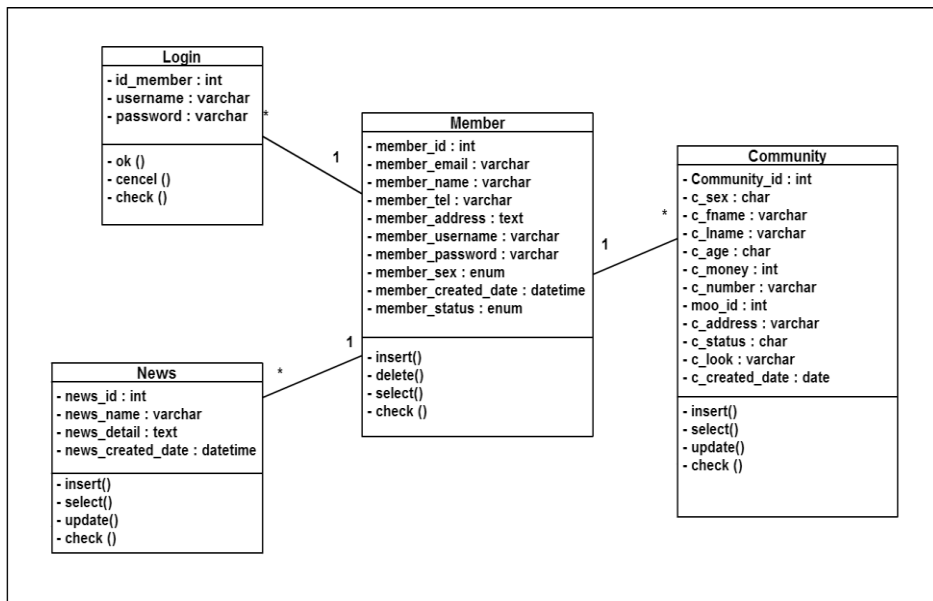 Login
- id_member : int
- username : varchar
- password : varchar
- ok ()
- cencel ()
- check ()
*
1
Member
- member_id : int
- member_email : varchar
- member_name : varchar
- member_tel : varchar
- member_address : text
- member_username : varchar
- member_password : varchar
- member_sex : enum
- member_created_date : datetime
- member_status : enum
- insert()
- delete()
- select()
- check ()
1
*
Community
- Community_id : int
- c_sex : char
- c_fname : varchar
- c_lname : varchar
- c_age : char
- c_money : int
- c_number : varchar
- moo_id : int
- c_address : varchar
- c_status : char
- c_look : varchar
- c_created_date : date
- insert()
- select()
- update()
- check ()
1
*
News
- news_id : int
- news_name : varchar
- news_detail : text
- news_created_date : datetime
- insert()
- select()
- update()
- check ()